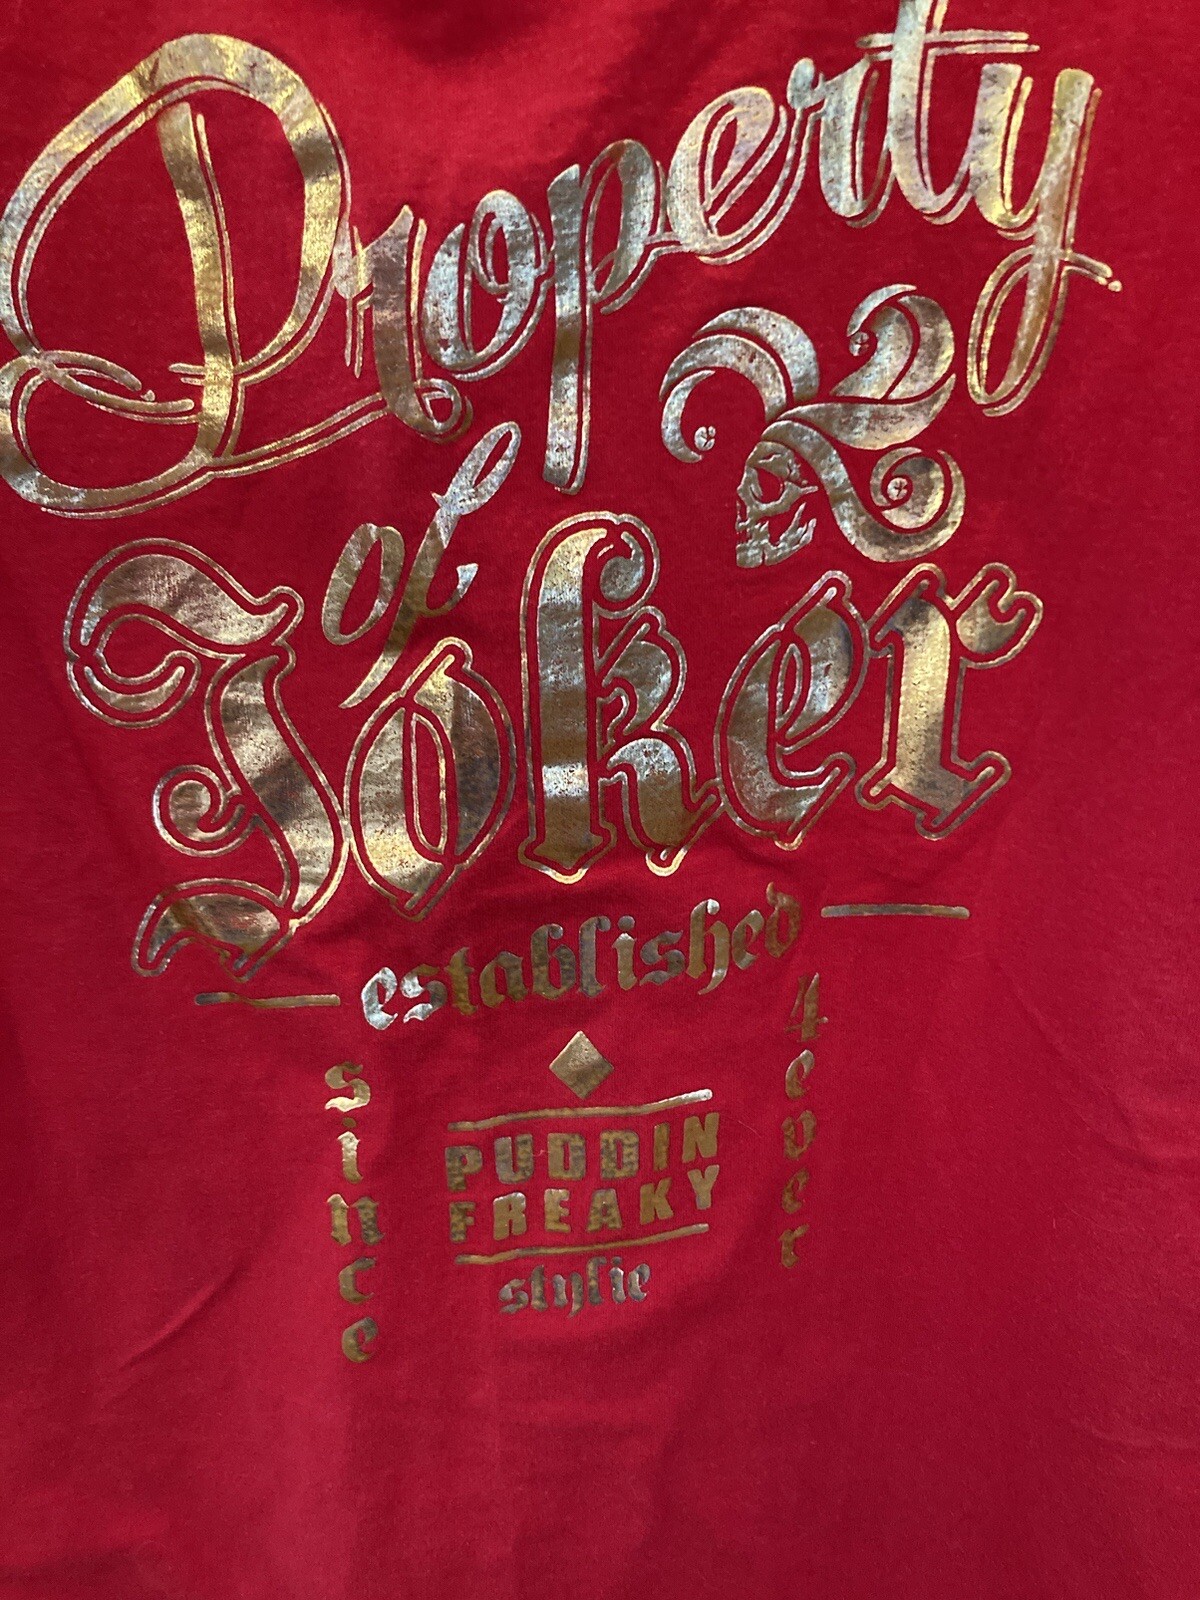 Property
of
Joker
established
since
4ever
PUDDIN
FREAKY
stylie